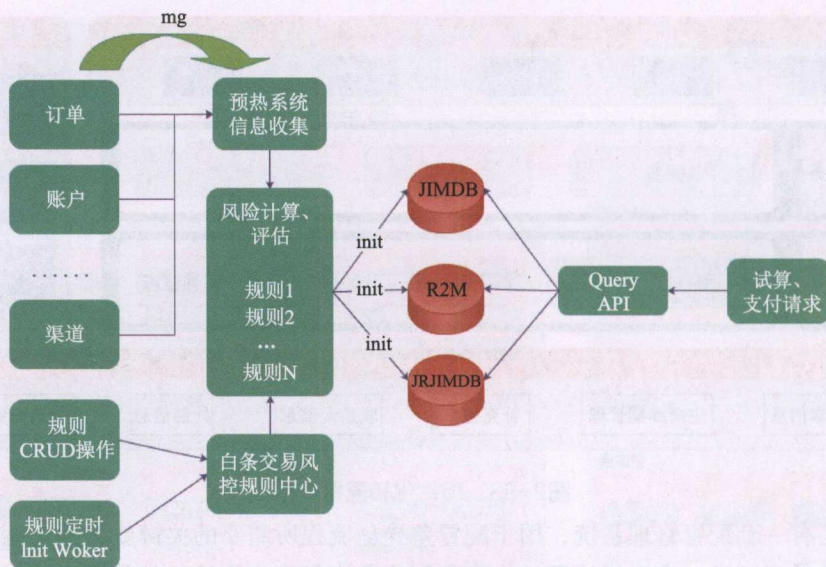 mg
订单
账户
······
渠道
规则
CRUD操作
规则定时
Init Woker
预热系统
信息收集
风险计算、
评估
规则1
规则2
...
规则N
白条交易风
控规则中心
init
init
init
JIMDB
R2M
JRJIMDB
Query
API
试算、
支付请求